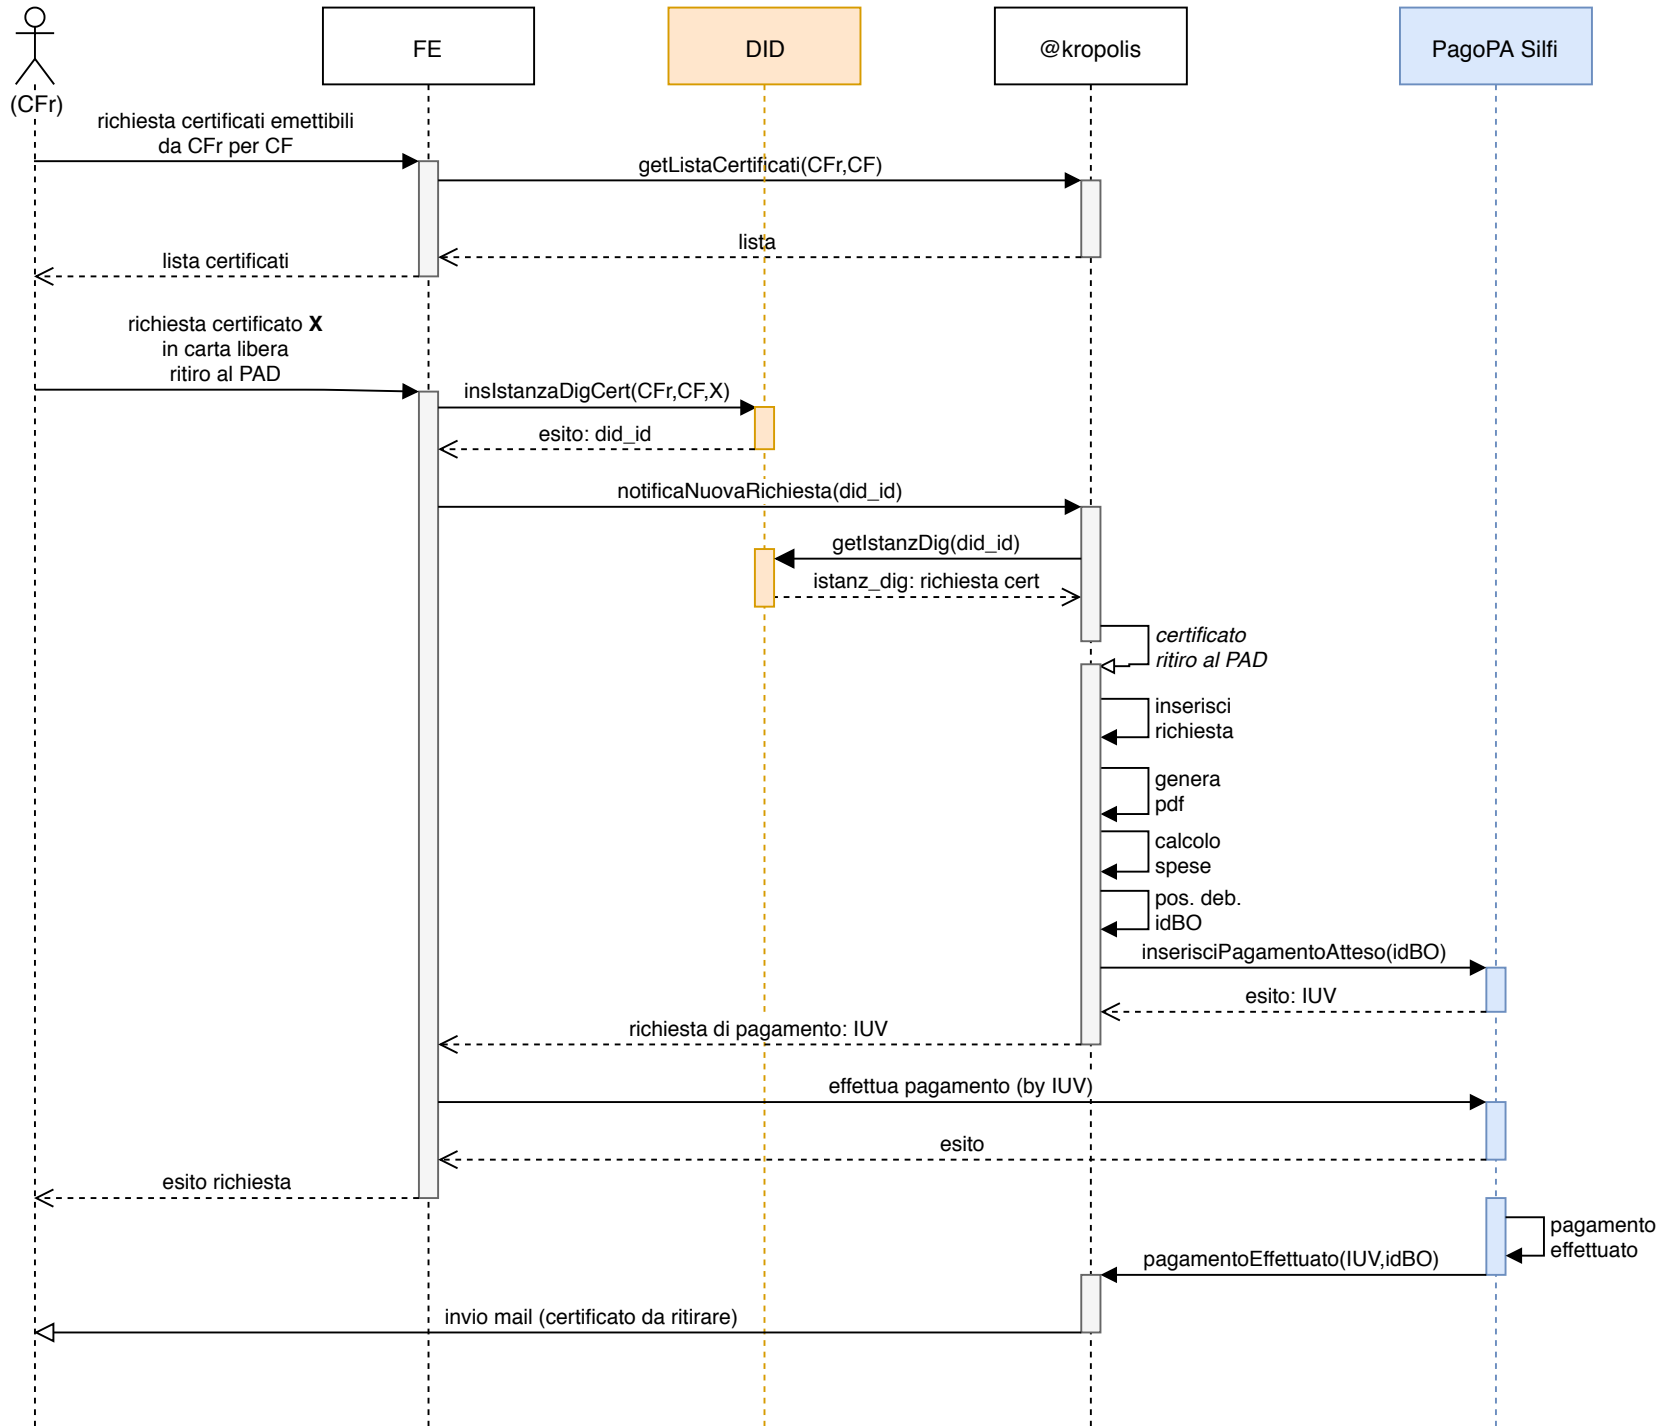 (CFr)
FE
DID
@kropolis
PagoPA Silfi
richiesta certificati emettibili
da CFr per CF
getListaCertificati(CFr,CF)
lista
lista certificati
richiesta certificato X
in carta libera
ritiro al PAD
insIstanzaDigCert(CFr,CF,X)
esito: did_id
notificaNuovaRichiesta(did_id)
getIstanzDig(did_id)
istanz_dig: richiesta cert
certificato
ritiro al PAD
inserisci
richiesta
genera
pdf
calcolo
spese
pos. deb.
idBO
inserisciPagamentoAtteso(idBO)
esito: IUV
richiesta di pagamento: IUV
effettua pagamento (by IUV)
esito
esito richiesta
pagamento
effettuato
pagamentoEffettuato(IUV,idBO)
invio mail (certificato da ritirare)